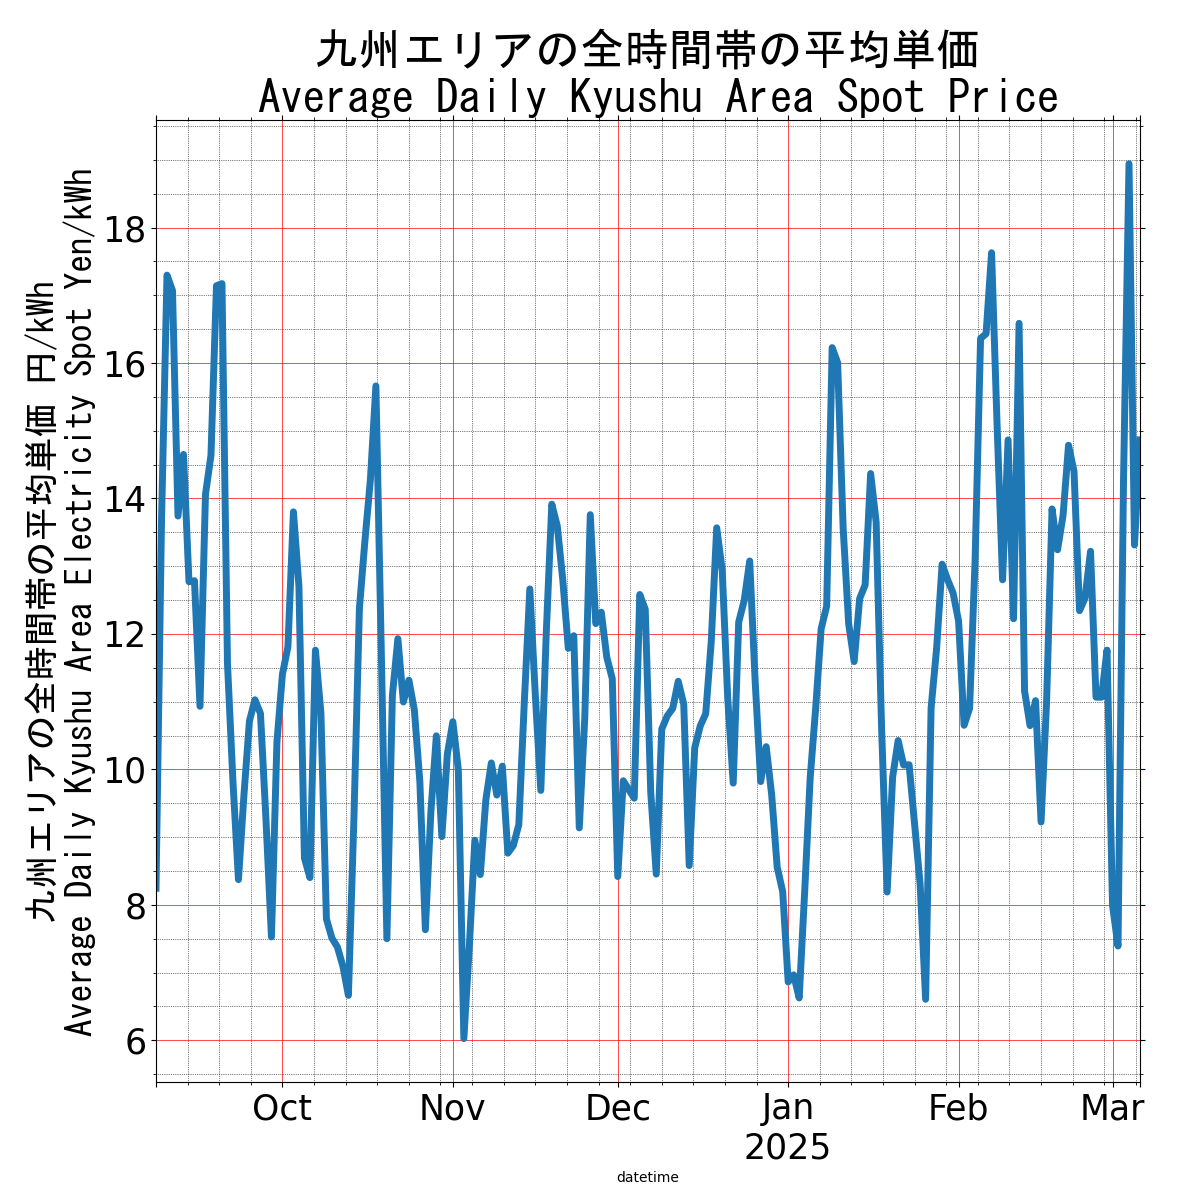 九州エリアの全時間帯の平均単価
Average Daily Kyushu Area Spot Price
九州エリアの全時間帯の平均単価 円/kWh
Average Daily Kyushu Area Electricity Spot Yen/kWh
18
16
14
12
10
8
6
Oct
Nov
Dec
Jan
2025
Feb
Mar
datetime